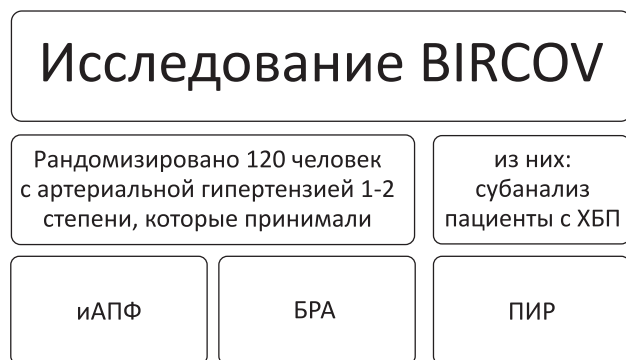 Исследование BIRCOV
Рандомизировано 120 человек
с артериальной гипертензией 1-2
степени, которые принимали
из них:
субанализ
пациенты с ХБП
иАПФ
БРА
ПИР